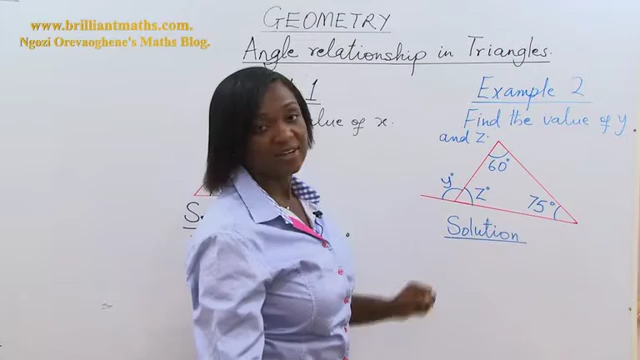 www.brilliantmaths.com.
Ngozi Orevaoghene's Maths Blog.
GEOMETRY
Angle relationship in Triangles.
1
value of x.
Example 2
Find the value of y
and z.
60°
y°
z°
75°
S
Solution